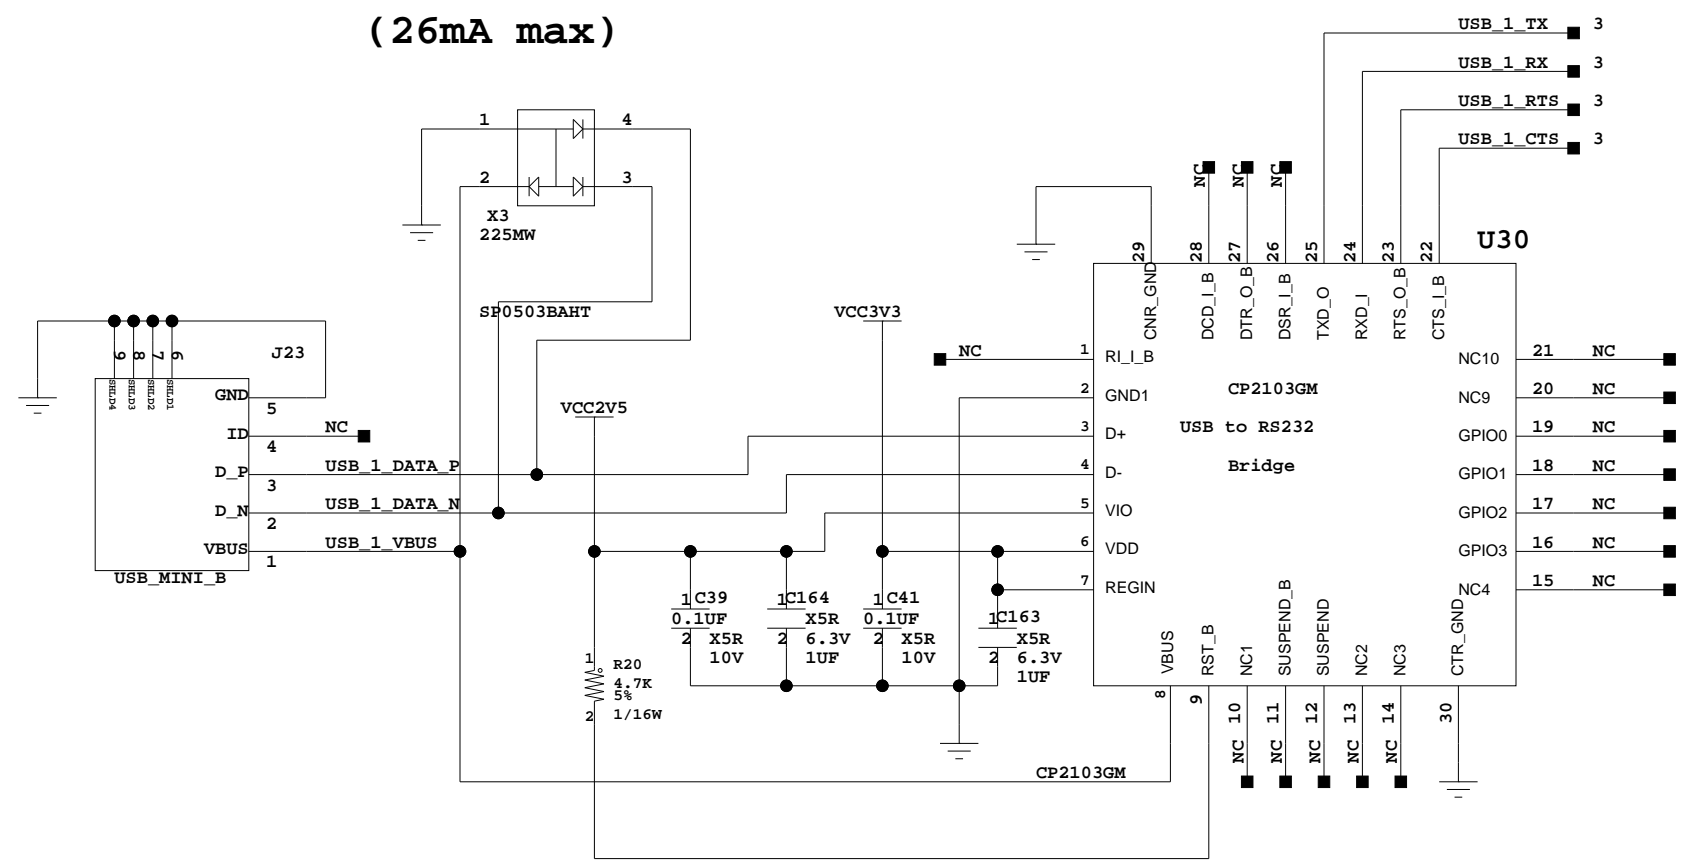 (26mA max)
USB_1_TX 3
USB_1_RX 3
USB_1_RTS 3
USB_1_CTS 3
1 4
2 3
X3
225MW
SP0503BAHT
NC NC NC
29 28 27 26 25 24 23 22
U30
CNR_GND DCD_I_B DTR_O_B DSR_I_B TXD_O RXD_I RTS_O_B CTS_I_B
VCC3V3
J23
9 8 7 6
SHLD4 SHLD3 SHLD2 SHLD1
GND 5
ID 4 NC
D_P 3 USB_1_DATA_P
D_N 2 USB_1_DATA_N
VBUS 1 USB_1_VBUS
USB_MINI_B
VCC2V5
NC 1 RI_I_B
2 GND1
3 D+
4 D-
5 VIO
6 VDD
7 REGIN
CP2103GM
USB to RS232
Bridge
NC10 21 NC
NC9 20 NC
GPIO0 19 NC
GPIO1 18 NC
GPIO2 17 NC
GPIO3 16 NC
NC4 15 NC
1 C39
0.1UF
2 X5R
10V
1 C164
X5R
2 6.3V
1UF
1 C41
0.1UF
2 X5R
10V
1 C163
X5R
2 6.3V
1UF
1 R20
4.7K
5%
2 1/16W
VBUS RST_B NC1 SUSPEND_B SUSPEND NC2 NC3 CTR_GND
8 9 10 11 12 13 14 30
NC NC NC NC NC
CP2103GM